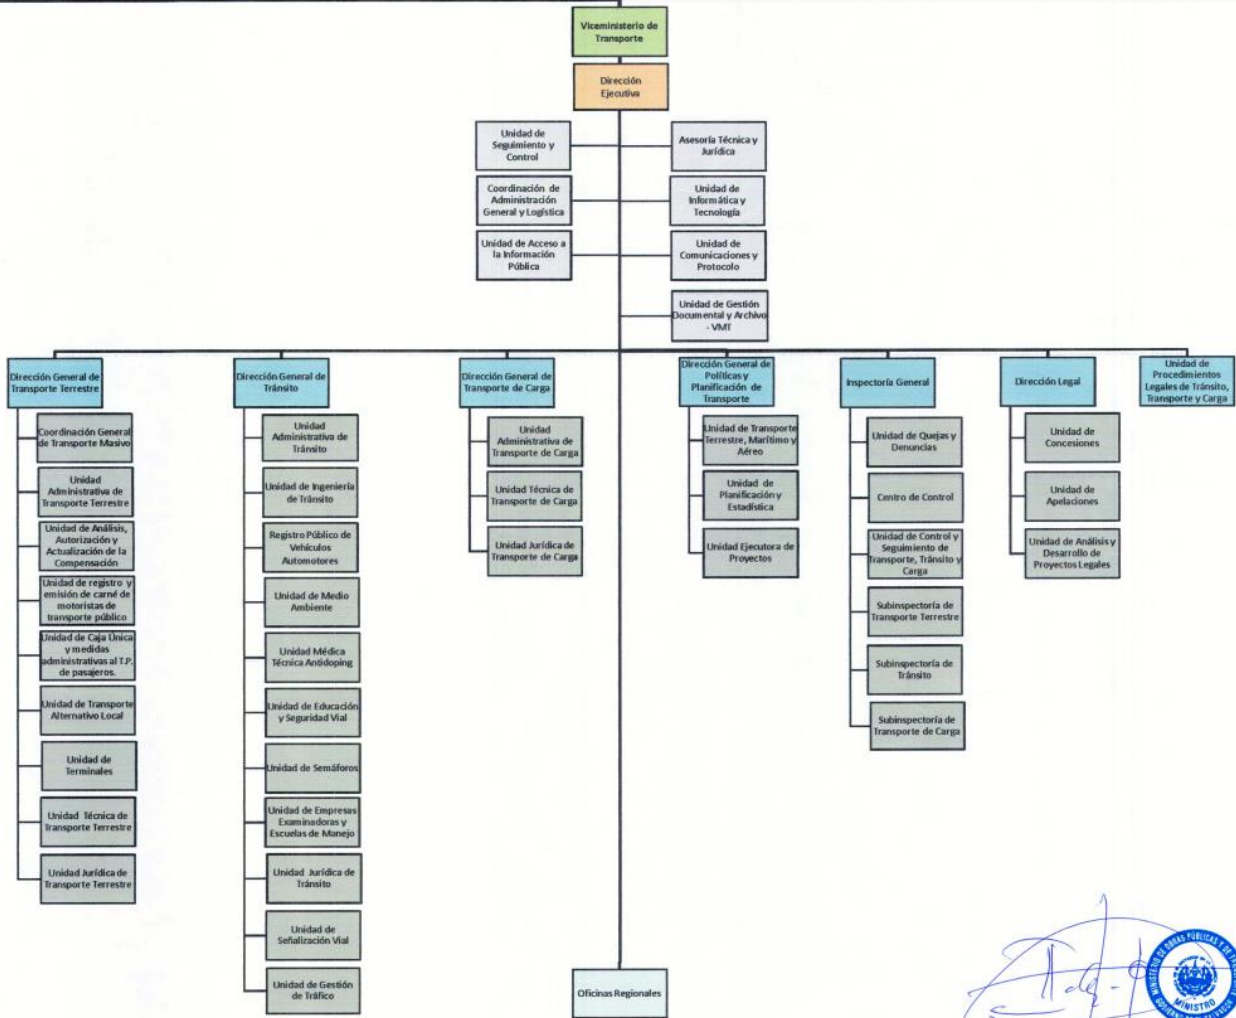 Viceministerio de
Transporte
Dirección
Ejecutiva
Unidad de
Seguimiento y
Control
Asesoría Técnica y
Jurídica
Coordinación de
Administración
General y Logística
Unidad de
Informática y
Tecnología
Unidad de Acceso a
la Información
Pública
Unidad de
Comunicaciones y
Protocolo
Unidad de Gestión
Documental y Archivo
- VMT
Dirección General de
Transporte Terrestre
Coordinación General
de Transporte Masivo
Unidad
Administrativa de
Transporte Terrestre
Unidad de Análisis,
Autorización y
Actualización de la
Compensación
Unidad de registro y
emisión de carné de
motoristas de
transporte público
Unidad de Caja Única
y medidas
administrativas al T.P.
de pasajeros.
Unidad de Transporte
Alternativo Local
Unidad de
Terminales
Unidad Técnica de
Transporte Terrestre
Unidad Jurídica de
Transporte Terrestre
Dirección General de
Tránsito
Unidad
Administrativa de
Tránsito
Unidad de Ingeniería
de Tránsito
Registro Público de
Vehículos
Automotores
Unidad de Medio
Ambiente
Unidad Médica
Técnica Antidoping
Unidad de Educación
y Seguridad Vial
Unidad de Semáforos
Unidad de Empresas
Examinadoras y
Escuelas de Manejo
Unidad Jurídica de
Tránsito
Unidad de
Señalización Vial
Unidad de Gestión
de Tráfico
Dirección General de
Transporte de Carga
Unidad
Administrativa de
Transporte de Carga
Unidad Técnica de
Transporte de Carga
Unidad Jurídica de
Transporte de Carga
Dirección General de
Políticas y
Planificación de
Transporte
Unidad de Transporte
Terrestre, Marítimo y
Aéreo
Unidad de
Planificación y
Estadística
Unidad Ejecutora de
Proyectos
Inspectoría General
Unidad de Quejas y
Denuncias
Centro de Control
Unidad de Control y
Seguimiento de
Transporte, Tránsito y
Carga
Subinspectoría de
Transporte Terrestre
Subinspectoría de
Tránsito
Subinspectoría de
Transporte de Carga
Dirección Legal
Unidad de
Concesiones
Unidad de
Apelaciones
Unidad de Análisis y
Desarrollo de
Proyectos Legales
Unidad de
Procedimientos
Legales de Tránsito,
Transporte y Carga
Oficinas Regionales
MINISTERIO DE OBRAS PÚBLICAS Y DE
MINISTRO